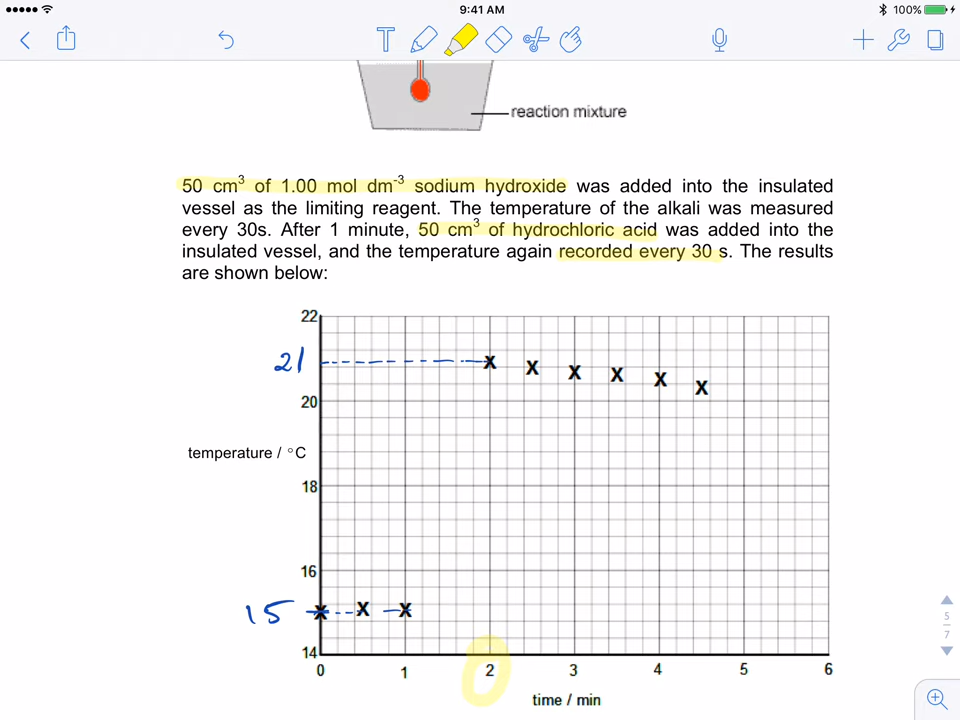 9:41 AM
100%
T
reaction mixture
50 cm³ of 1.00 mol dm⁻³ sodium hydroxide was added into the insulated
vessel as the limiting reagent. The temperature of the alkali was measured
every 30s. After 1 minute, 50 cm³ of hydrochloric acid was added into the
insulated vessel, and the temperature again recorded every 30 s. The results
are shown below:
22
21
20
temperature / °C
18
16
15
14
0 1 2 3 4 5 6
time / min
5
7